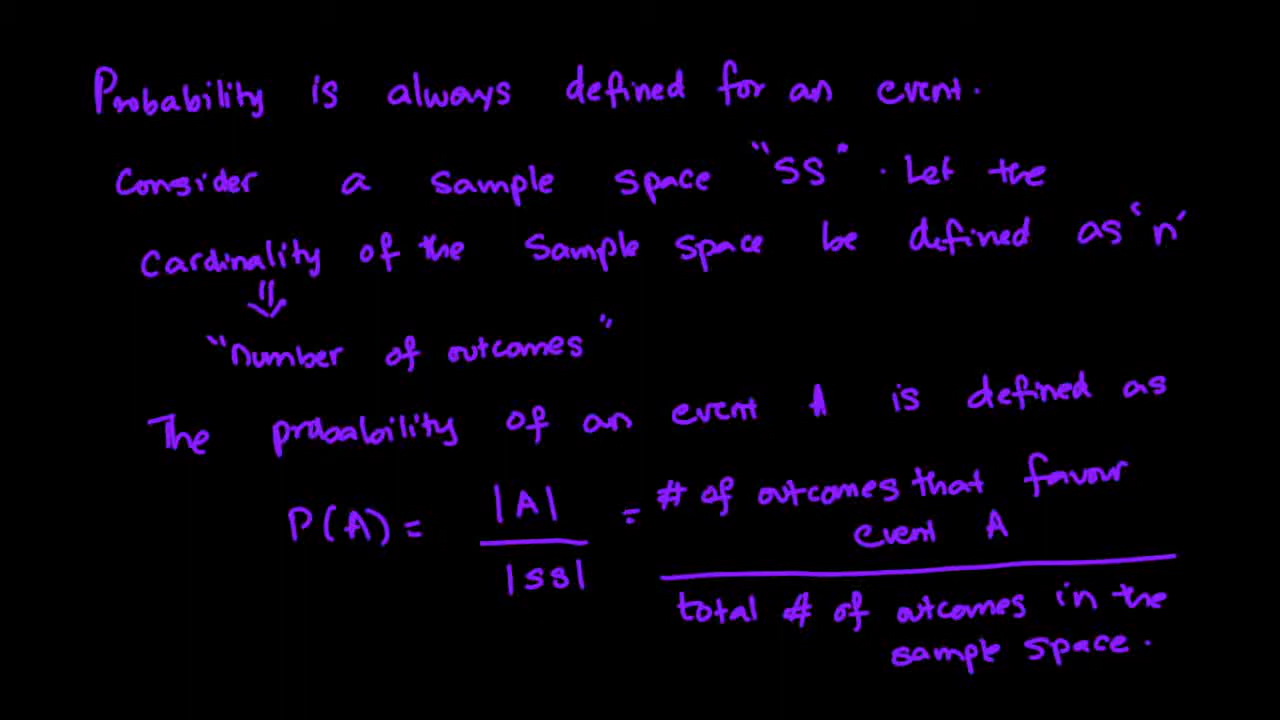 Probability is always defined for an event.
Consider a sample space "SS". Let the
Cardinality of the sample space be defined as 'n'
⇓
"number of outcomes"
The probability of an event A is defined as
P(A) = |A| / |SS| = # of outcomes that favour event A / total # of outcomes in the sample space.